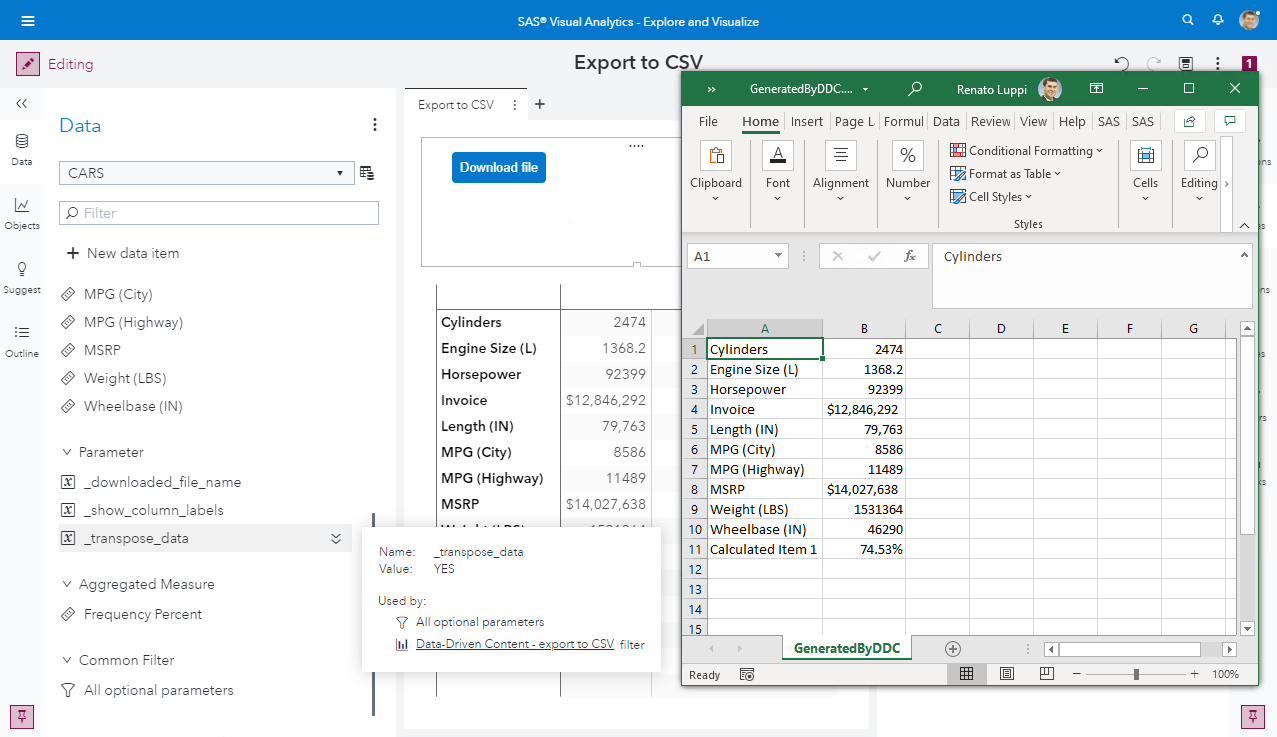 SAS® Visual Analytics - Explore and Visualize
Editing
Export to CSV
1
Data
Objects
Suggest
Outline
Data
CARS
Filter
New data item
MPG (City)
MPG (Highway)
MSRP
Weight (LBS)
Wheelbase (IN)
Parameter
_downloaded_file_name
_show_column_labels
_transpose_data
Aggregated Measure
Frequency Percent
Common Filter
All optional parameters
Export to CSV
Download file
Cylinders 2474
Engine Size (L) 1368.2
Horsepower 92399
Invoice $12,846,292
Length (IN) 79,763
MPG (City) 8586
MPG (Highway) 11489
MSRP $14,027,638
Name: _transpose_data
Value: YES
Used by:
All optional parameters
Data-Driven Content - export to CSV filter
GeneratedByDDC.... Renato Luppi
File Home Insert Page L Formul Data Review View Help SAS SAS
Clipboard
Font
Alignment
Number
% Conditional Formatting
Format as Table
Cell Styles
Styles
Cells
Editing
A1 fx Cylinders
A B C D E F G
1 Cylinders 2474
2 Engine Size (L) 1368.2
3 Horsepower 92399
4 Invoice $12,846,292
5 Length (IN) 79,763
6 MPG (City) 8586
7 MPG (Highway) 11489
8 MSRP $14,027,638
9 Weight (LBS) 1531364
10 Wheelbase (IN) 46290
11 Calculated Item 1 74.53%
12
13
14
15
GeneratedByDDC
Ready 100%